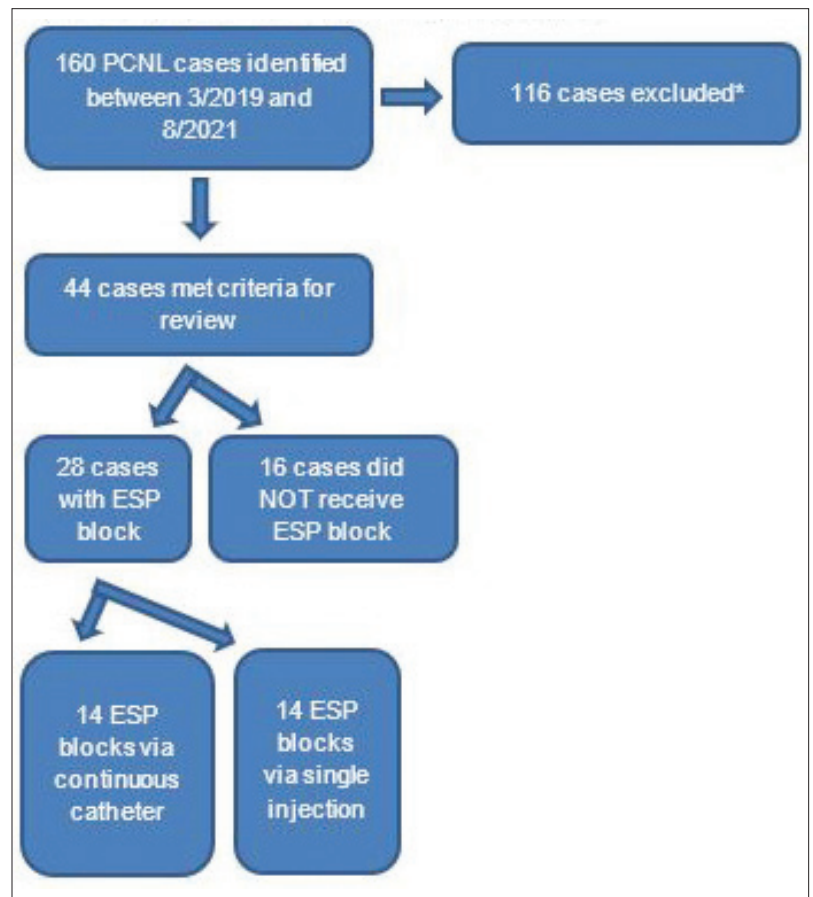 160 PCNL cases identified
between 3/2019 and
8/2021
116 cases excluded*
44 cases met criteria for
review
28 cases
with ESP
block
16 cases did
NOT receive
ESP block
14 ESP
blocks via
continuous
catheter
14 ESP
blocks
via single
injection